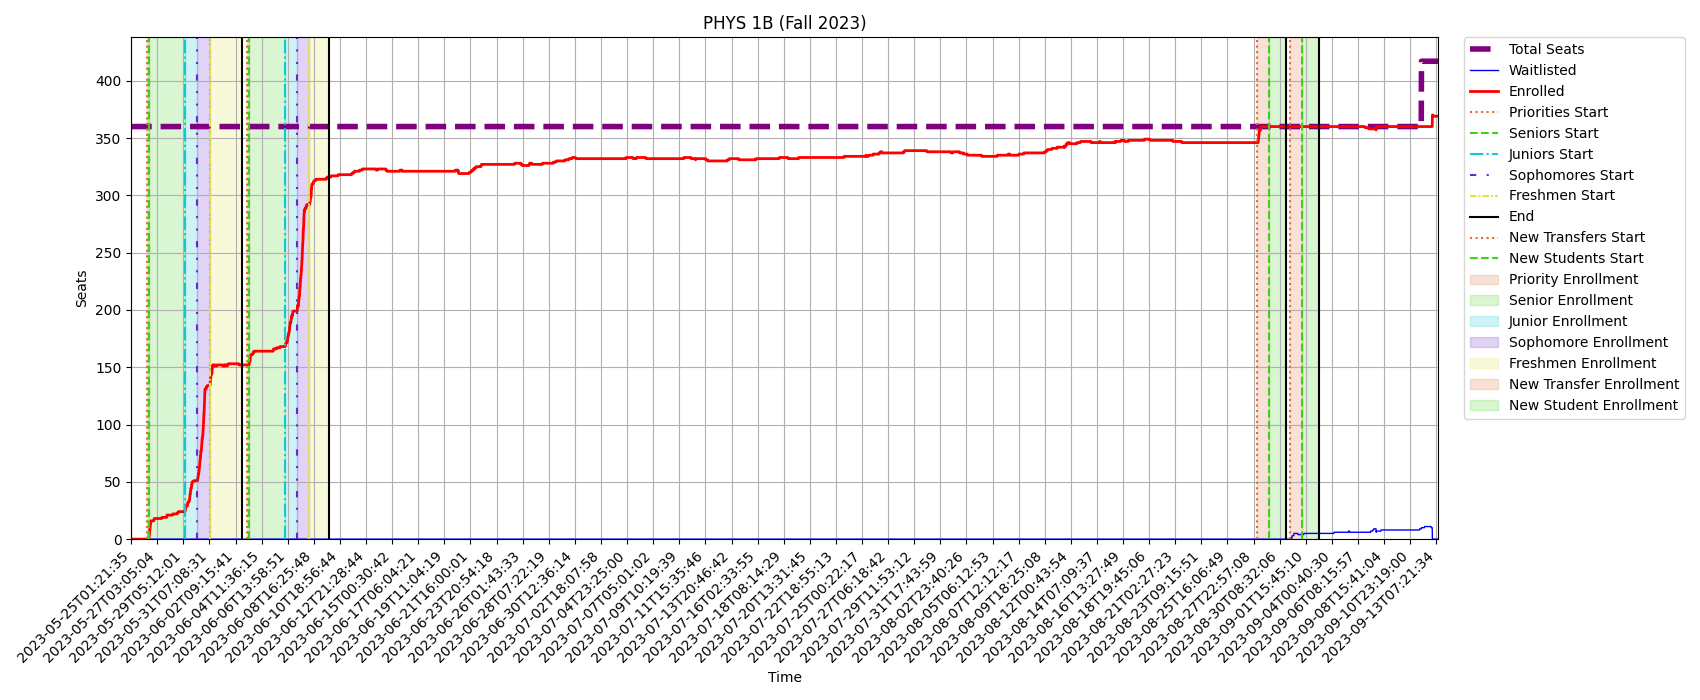 PHYS 1B (Fall 2023)
Seats
400
350
300
250
200
150
100
50
0
2023-05-25T01:21:35
2023-05-27T03:05:04
2023-05-29T05:12:01
2023-05-31T07:08:31
2023-06-02T09:15:41
2023-06-04T11:36:15
2023-06-06T13:58:51
2023-06-08T16:25:48
2023-06-10T18:56:44
2023-06-12T21:28:44
2023-06-15T00:30:42
2023-06-17T06:04:21
2023-06-19T11:04:19
2023-06-21T16:00:01
2023-06-23T20:54:18
2023-06-26T01:43:33
2023-06-28T07:22:19
2023-06-30T12:36:14
2023-07-02T18:07:58
2023-07-04T23:25:00
2023-07-07T05:01:02
2023-07-09T10:19:39
2023-07-11T15:35:46
2023-07-13T20:46:42
2023-07-16T02:33:55
2023-07-18T08:14:29
2023-07-20T13:31:45
2023-07-22T18:55:13
2023-07-25T00:22:17
2023-07-27T06:18:42
2023-07-29T11:53:12
2023-07-31T17:43:59
2023-08-02T23:40:26
2023-08-05T06:12:53
2023-08-07T12:12:17
2023-08-09T18:25:08
2023-08-12T00:43:54
2023-08-14T07:09:37
2023-08-16T13:27:49
2023-08-18T19:45:06
2023-08-21T02:27:23
2023-08-23T09:15:51
2023-08-25T16:06:49
2023-08-27T22:57:08
2023-08-30T08:32:06
2023-09-01T15:45:10
2023-09-04T00:40:30
2023-09-06T08:15:57
2023-09-08T15:41:04
2023-09-10T23:19:00
2023-09-13T07:21:34
Time
Total Seats
Waitlisted
Enrolled
Priorities Start
Seniors Start
Juniors Start
Sophomores Start
Freshmen Start
End
New Transfers Start
New Students Start
Priority Enrollment
Senior Enrollment
Junior Enrollment
Sophomore Enrollment
Freshmen Enrollment
New Transfer Enrollment
New Student Enrollment